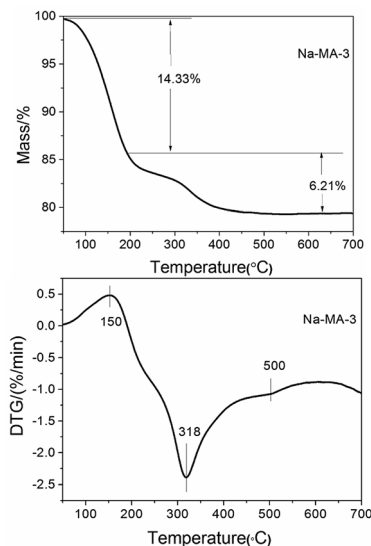 100
95
90
85
80
Mass/%
Na-MA-3
14.33%
6.21%
100 200 300 400 500 600 700
Temperature(°C)
0.5
0.0
-0.5
-1.0
-1.5
-2.0
-2.5
DTG/(%/min)
Na-MA-3
150
500
318
100 200 300 400 500 600 700
Temperature(°C)